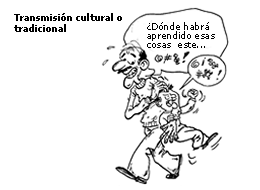 Transmisión cultural o
tradicional
¿Dónde habrá
aprendido esas
cosas este...
@#%!
@!%